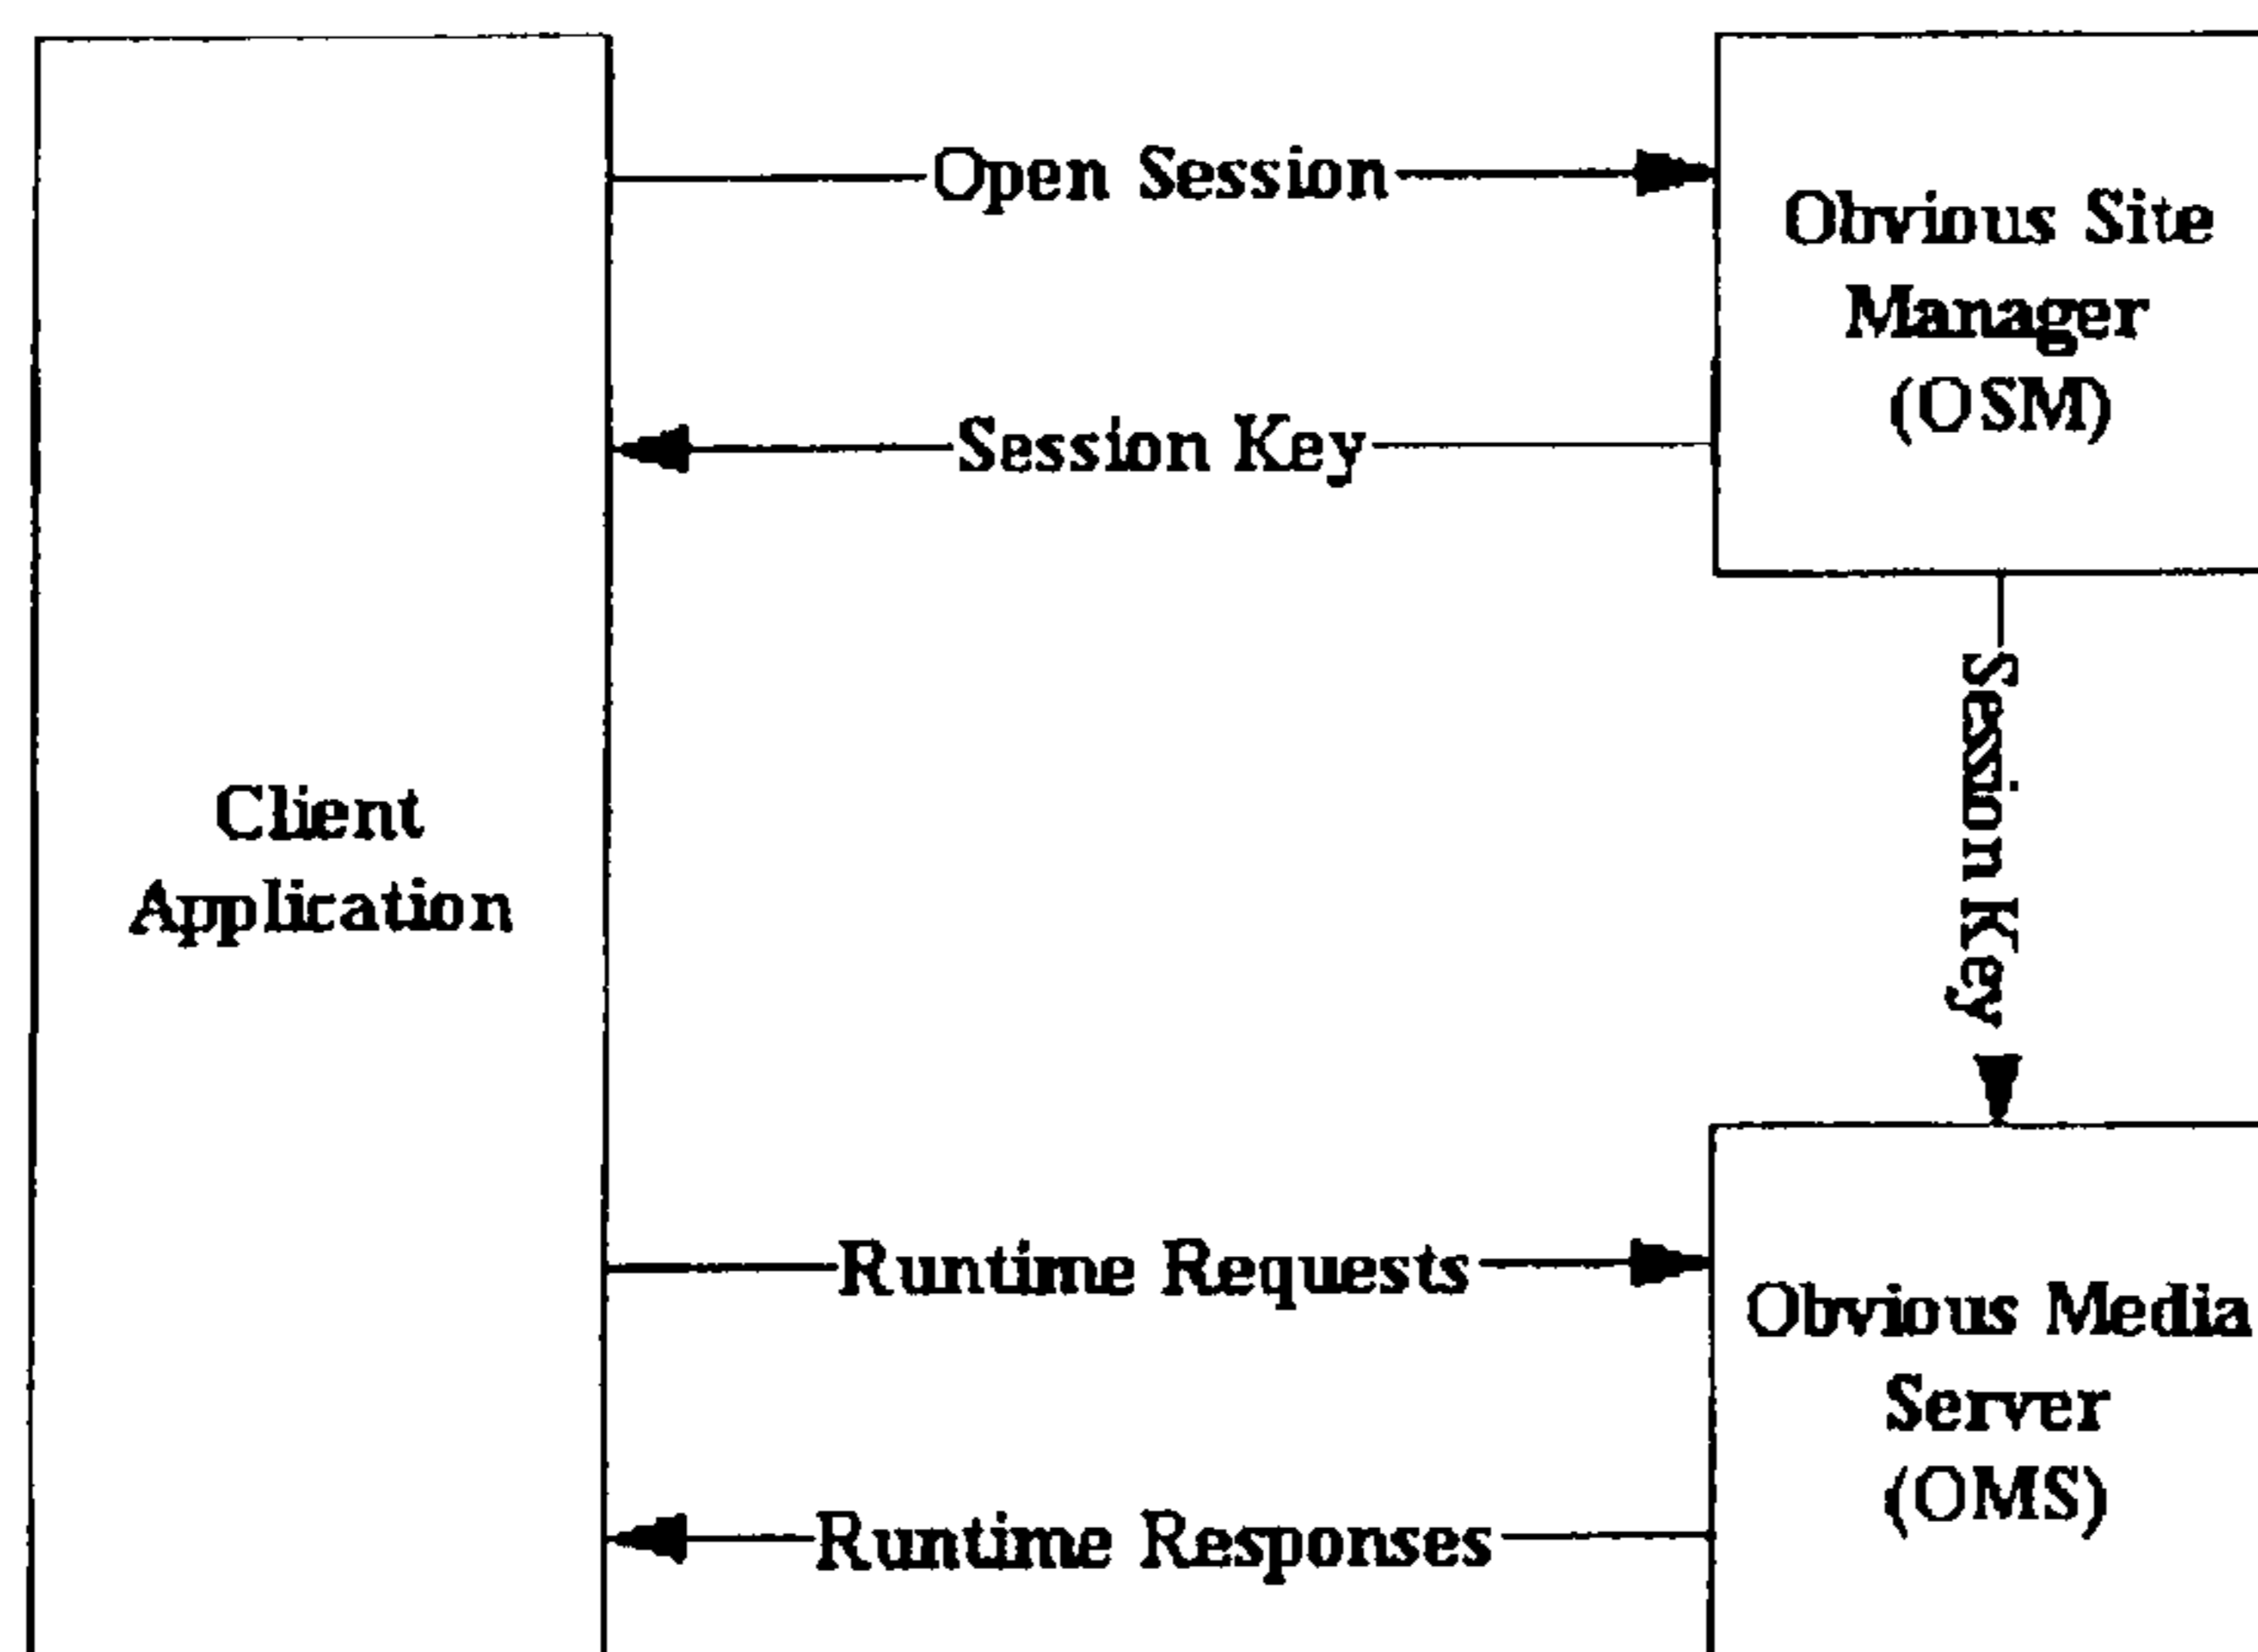 Open Session
Obvious Site
Manager
(OSM)
Session Key
Session Key
Client
Application
Runtime Requests
Obvious Media
Server
(OMS)
Runtime Responses